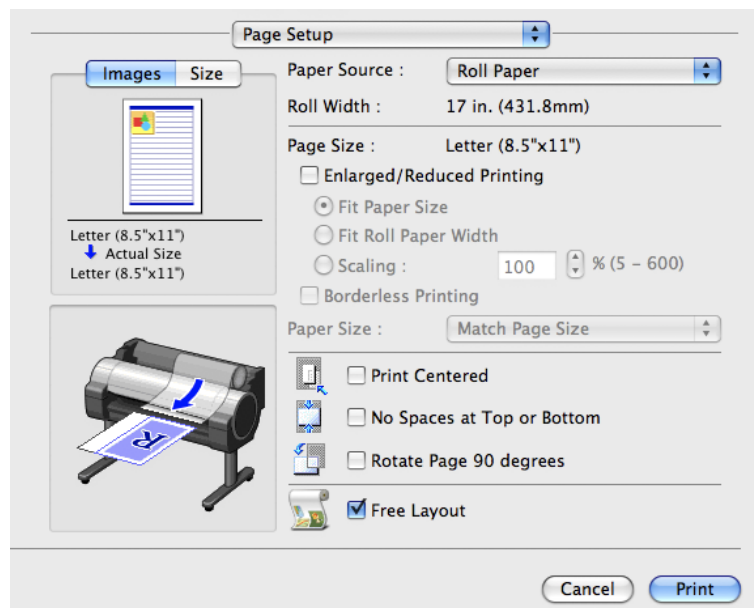 Page Setup
Images Size
Paper Source : Roll Paper
Roll Width : 17 in. (431.8mm)
Page Size : Letter (8.5"x11")
Enlarged/Reduced Printing
Fit Paper Size
Fit Roll Paper Width
Scaling : 100 % (5 - 600)
Borderless Printing
Paper Size : Match Page Size
Letter (8.5"x11")
Actual Size
Letter (8.5"x11")
R
Print Centered
No Spaces at Top or Bottom
Rotate Page 90 degrees
Free Layout
Cancel Print